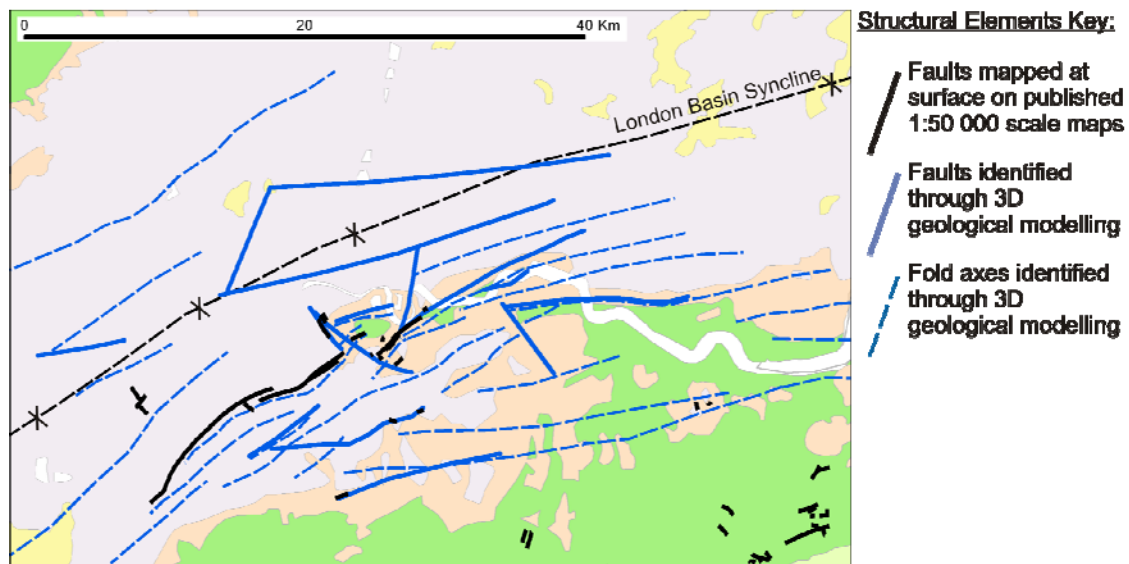 0 20 40 Km
London Basin Syncline
Structural Elements Key:
Faults mapped at
surface on published
1:50 000 scale maps
Faults identified
through 3D
geological modelling
Fold axes identified
through 3D
geological modelling